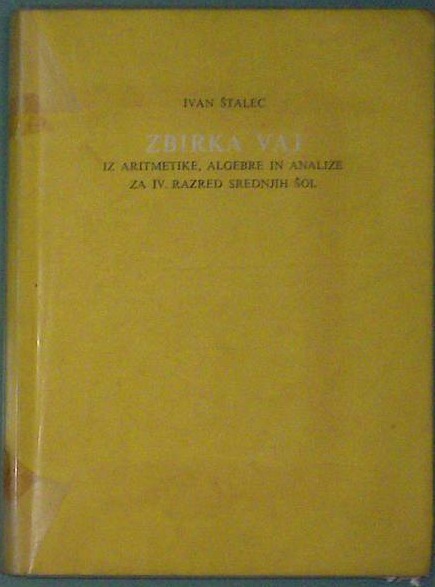 IVAN ŠTALEC
ZBIRKA VAJ
IZ ARITMETIKE, ALGEBRE IN ANALIZE
ZA IV. RAZRED SREDNJIH ŠOL